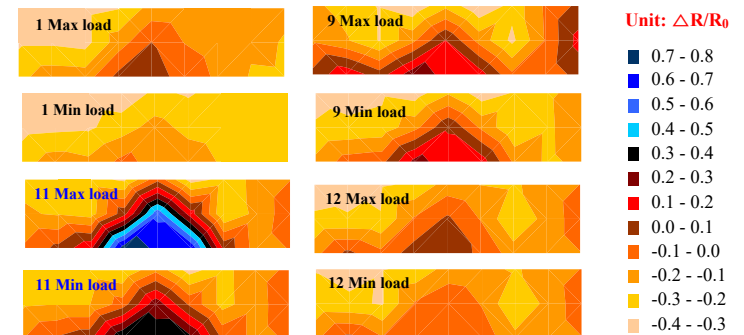 1 Max load
1 Min load
11 Max load
11 Min load
9 Max load
9 Min load
12 Max load
12 Min load
Unit: △R/R₀
0.7 - 0.8
0.6 - 0.7
0.5 - 0.6
0.4 - 0.5
0.3 - 0.4
0.2 - 0.3
0.1 - 0.2
0.0 - 0.1
-0.1 - 0.0
-0.2 - -0.1
-0.3 - -0.2
-0.4 - -0.3